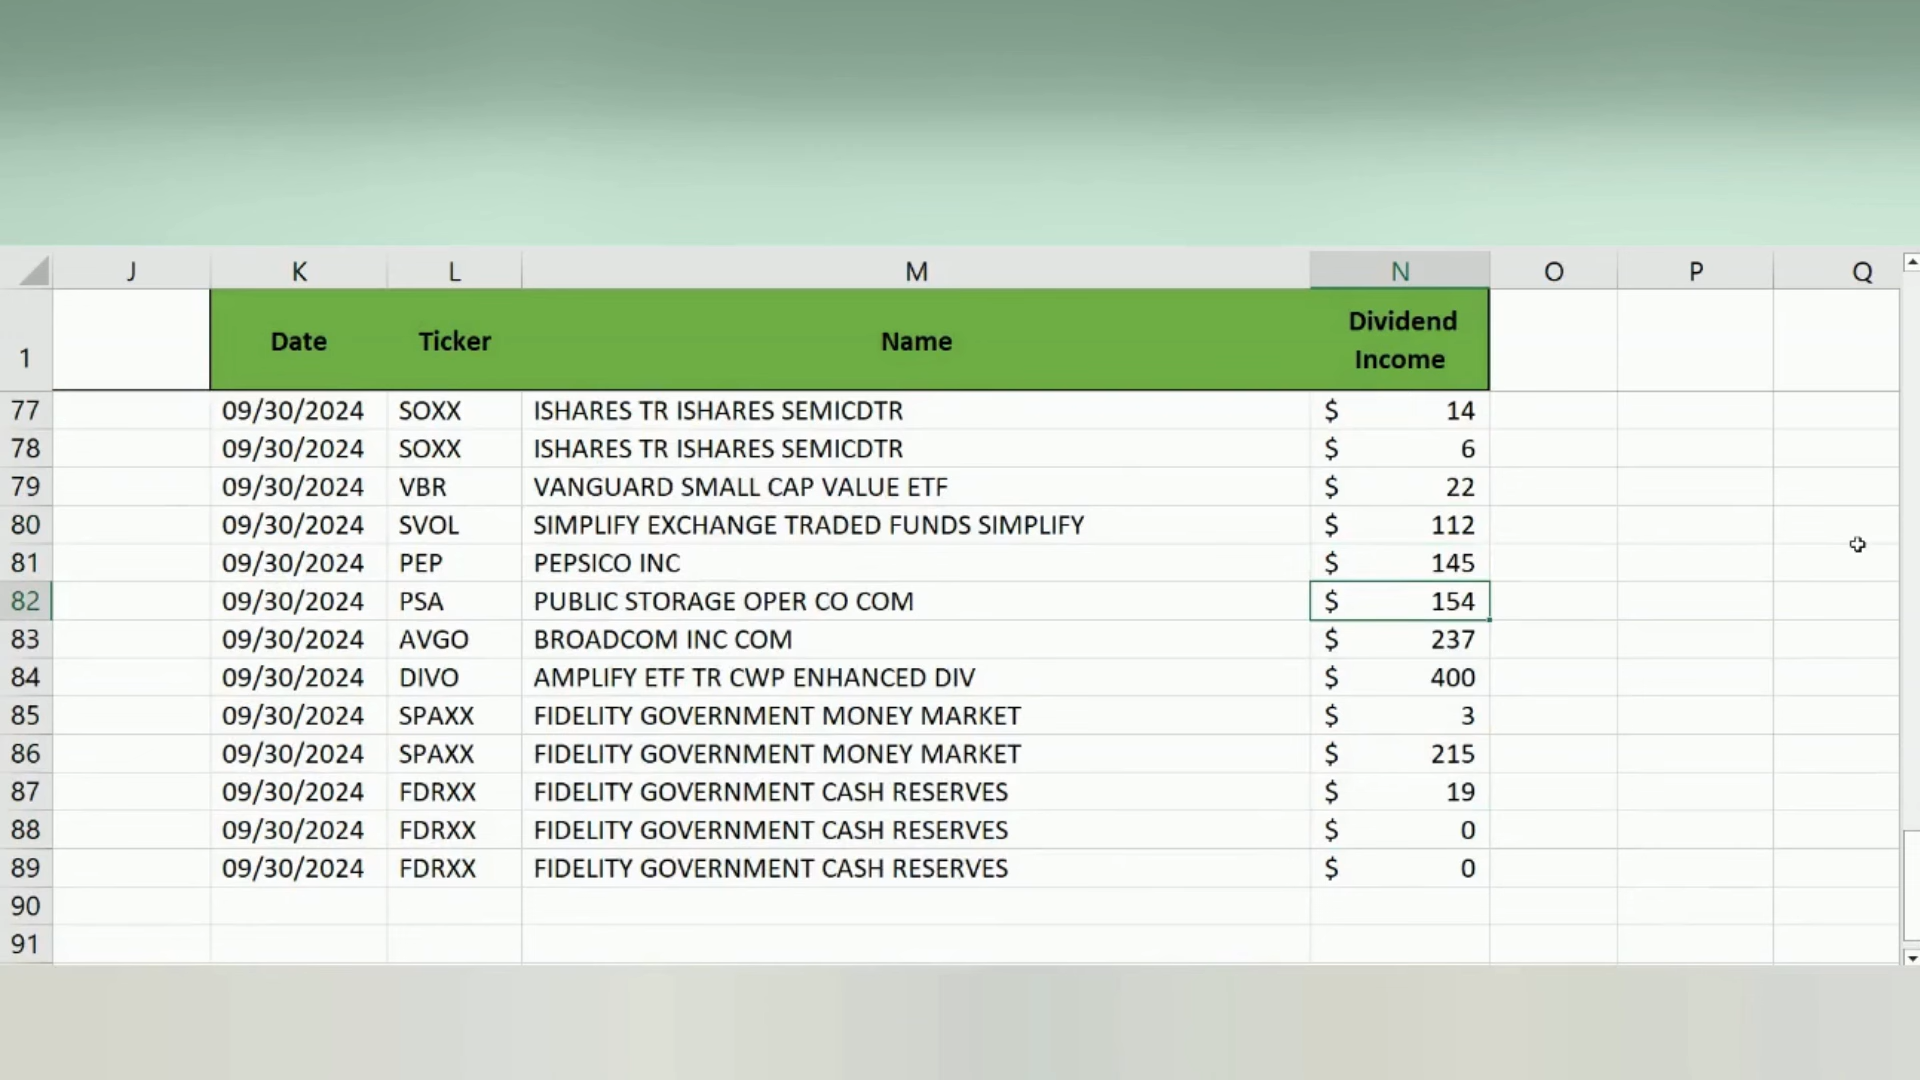 J K L M N O P Q
1 Date Ticker Name Dividend Income
77 09/30/2024 SOXX ISHARES TR ISHARES SEMICDTR $ 14
78 09/30/2024 SOXX ISHARES TR ISHARES SEMICDTR $ 6
79 09/30/2024 VBR VANGUARD SMALL CAP VALUE ETF $ 22
80 09/30/2024 SVOL SIMPLIFY EXCHANGE TRADED FUNDS SIMPLIFY $ 112
81 09/30/2024 PEP PEPSICO INC $ 145
82 09/30/2024 PSA PUBLIC STORAGE OPER CO COM $ 154
83 09/30/2024 AVGO BROADCOM INC COM $ 237
84 09/30/2024 DIVO AMPLIFY ETF TR CWP ENHANCED DIV $ 400
85 09/30/2024 SPAXX FIDELITY GOVERNMENT MONEY MARKET $ 3
86 09/30/2024 SPAXX FIDELITY GOVERNMENT MONEY MARKET $ 215
87 09/30/2024 FDRXX FIDELITY GOVERNMENT CASH RESERVES $ 19
88 09/30/2024 FDRXX FIDELITY GOVERNMENT CASH RESERVES $ 0
89 09/30/2024 FDRXX FIDELITY GOVERNMENT CASH RESERVES $ 0
90
91